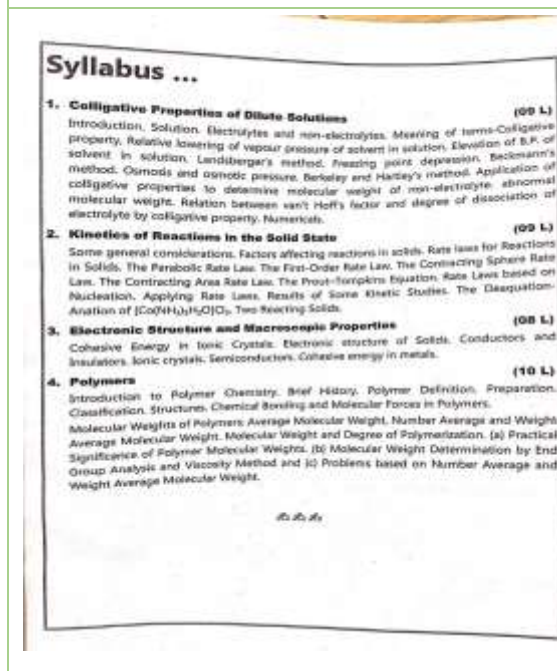 Syllabus ...
1. Colligative Properties of Dilute Solutions (09 L)
Introduction, Solution. Electrolytes and non-electrolytes. Meaning of terms-Colligative
property, Relative lowering of vapour pressure of solvent in solution. Elevation of B.P. of
solvent in solution. Landsberger's method. Freezing point depression, Beckmann's
method. Osmosis and osmotic pressure. Berkeley and Hartley's method. Application of
colligative properties to determine molecular weight of non-electrolyte, abnormal
molecular weight. Relation between van't Hoff's factor and degree of dissociation of
electrolyte by colligative property. Numericals.
2. Kinetics of Reactions in the Solid State (09 L)
Some general considerations. Factors affecting reactions in solids. Rate laws for Reactions
in Solids. The Parabolic Rate Law. The First-Order Rate Law. The Contracting Sphere Rate
Law. The Contracting Area Rate Law. The Prout-Tompkins Equation. Rate Laws based on
Nucleation. Applying Rate Laws. Results of Some Kinetic Studies. The Deaquation-
Anation of Two Reacting Solids.
3. Electronic Structure and Macroscopic Properties (08 L)
Cohesive Energy in Ionic Crystals. Electronic structure of Solids. Conductors and
Insulators. Ionic crystals. Semiconductors. Cohesive energy in metals.
4. Polymers (10 L)
Introduction to Polymer Chemistry. Brief History. Polymer Definition. Preparation.
Classification. Structures. Chemical Bonding and Molecular Forces in Polymers.
Molecular Weights of Polymers: Average Molecular Weight. Number Average and Weight
Average Molecular Weight. Molecular Weight and Degree of Polymerization. (a) Practical
Significance of Polymer Molecular Weights. (b) Molecular Weight Determination by End
Group Analysis and Viscosity Method and (c) Problems based on Number Average and
Weight Average Molecular Weight.